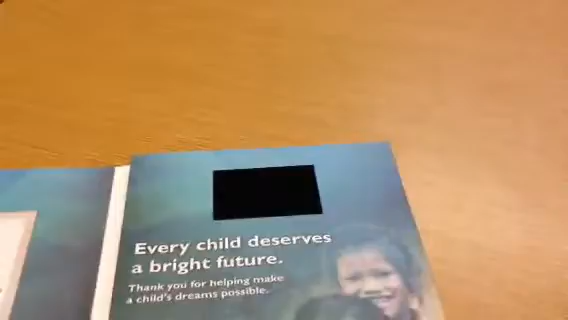 Every child deserves
a bright future.
Thank you for helping make
a child's dreams possible.